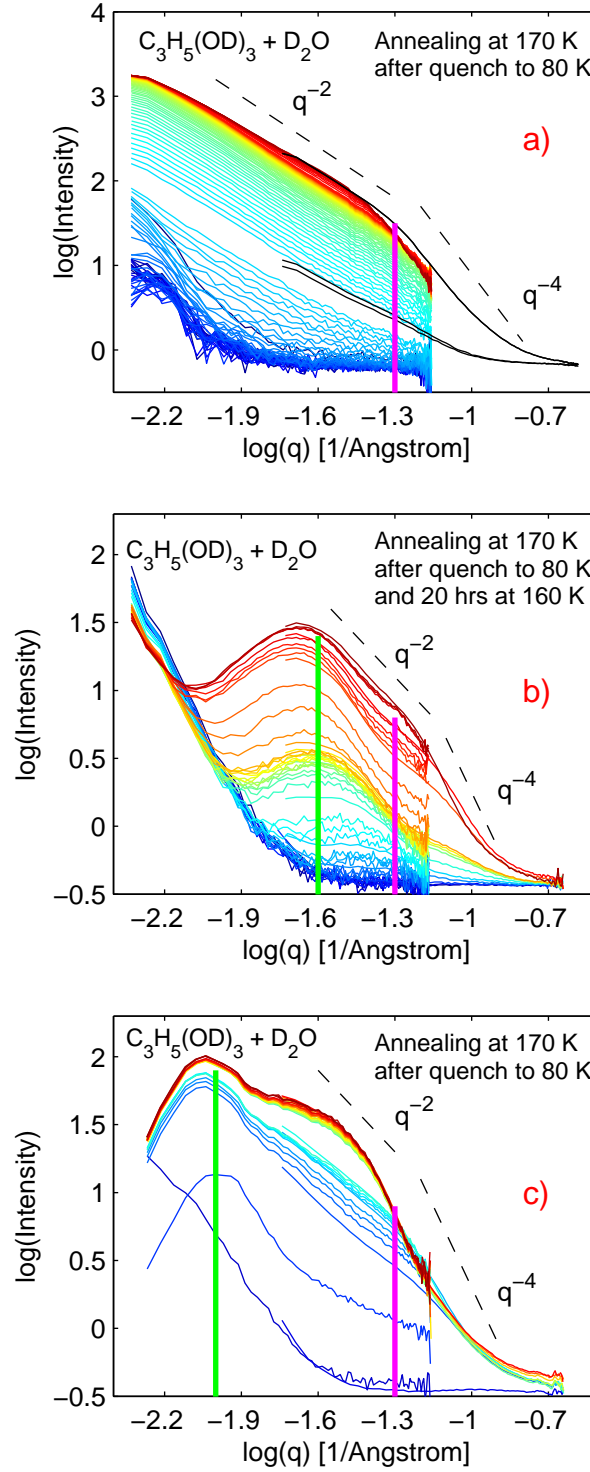 C₃H₅(OD)₃ + D₂O
Annealing at 170 K
after quench to 80 K
q⁻²
a)
q⁻⁴
3
2
1
0
log(Intensity)
−2.2 −1.9 −1.6 −1.3 −1 −0.7
log(q) [1/Angstrom]
C₃H₅(OD)₃ + D₂O
Annealing at 170 K
after quench to 80 K
and 20 hrs at 160 K
q⁻²
b)
q⁻⁴
2
1.5
1
0.5
0
−0.5
log(Intensity)
−2.2 −1.9 −1.6 −1.3 −1 −0.7
log(q) [1/Angstrom]
C₃H₅(OD)₃ + D₂O
Annealing at 170 K
after quench to 80 K
q⁻²
c)
q⁻⁴
2
1.5
1
0.5
0
−0.5
log(Intensity)
−2.2 −1.9 −1.6 −1.3 −1 −0.7
log(q) [1/Angstrom]